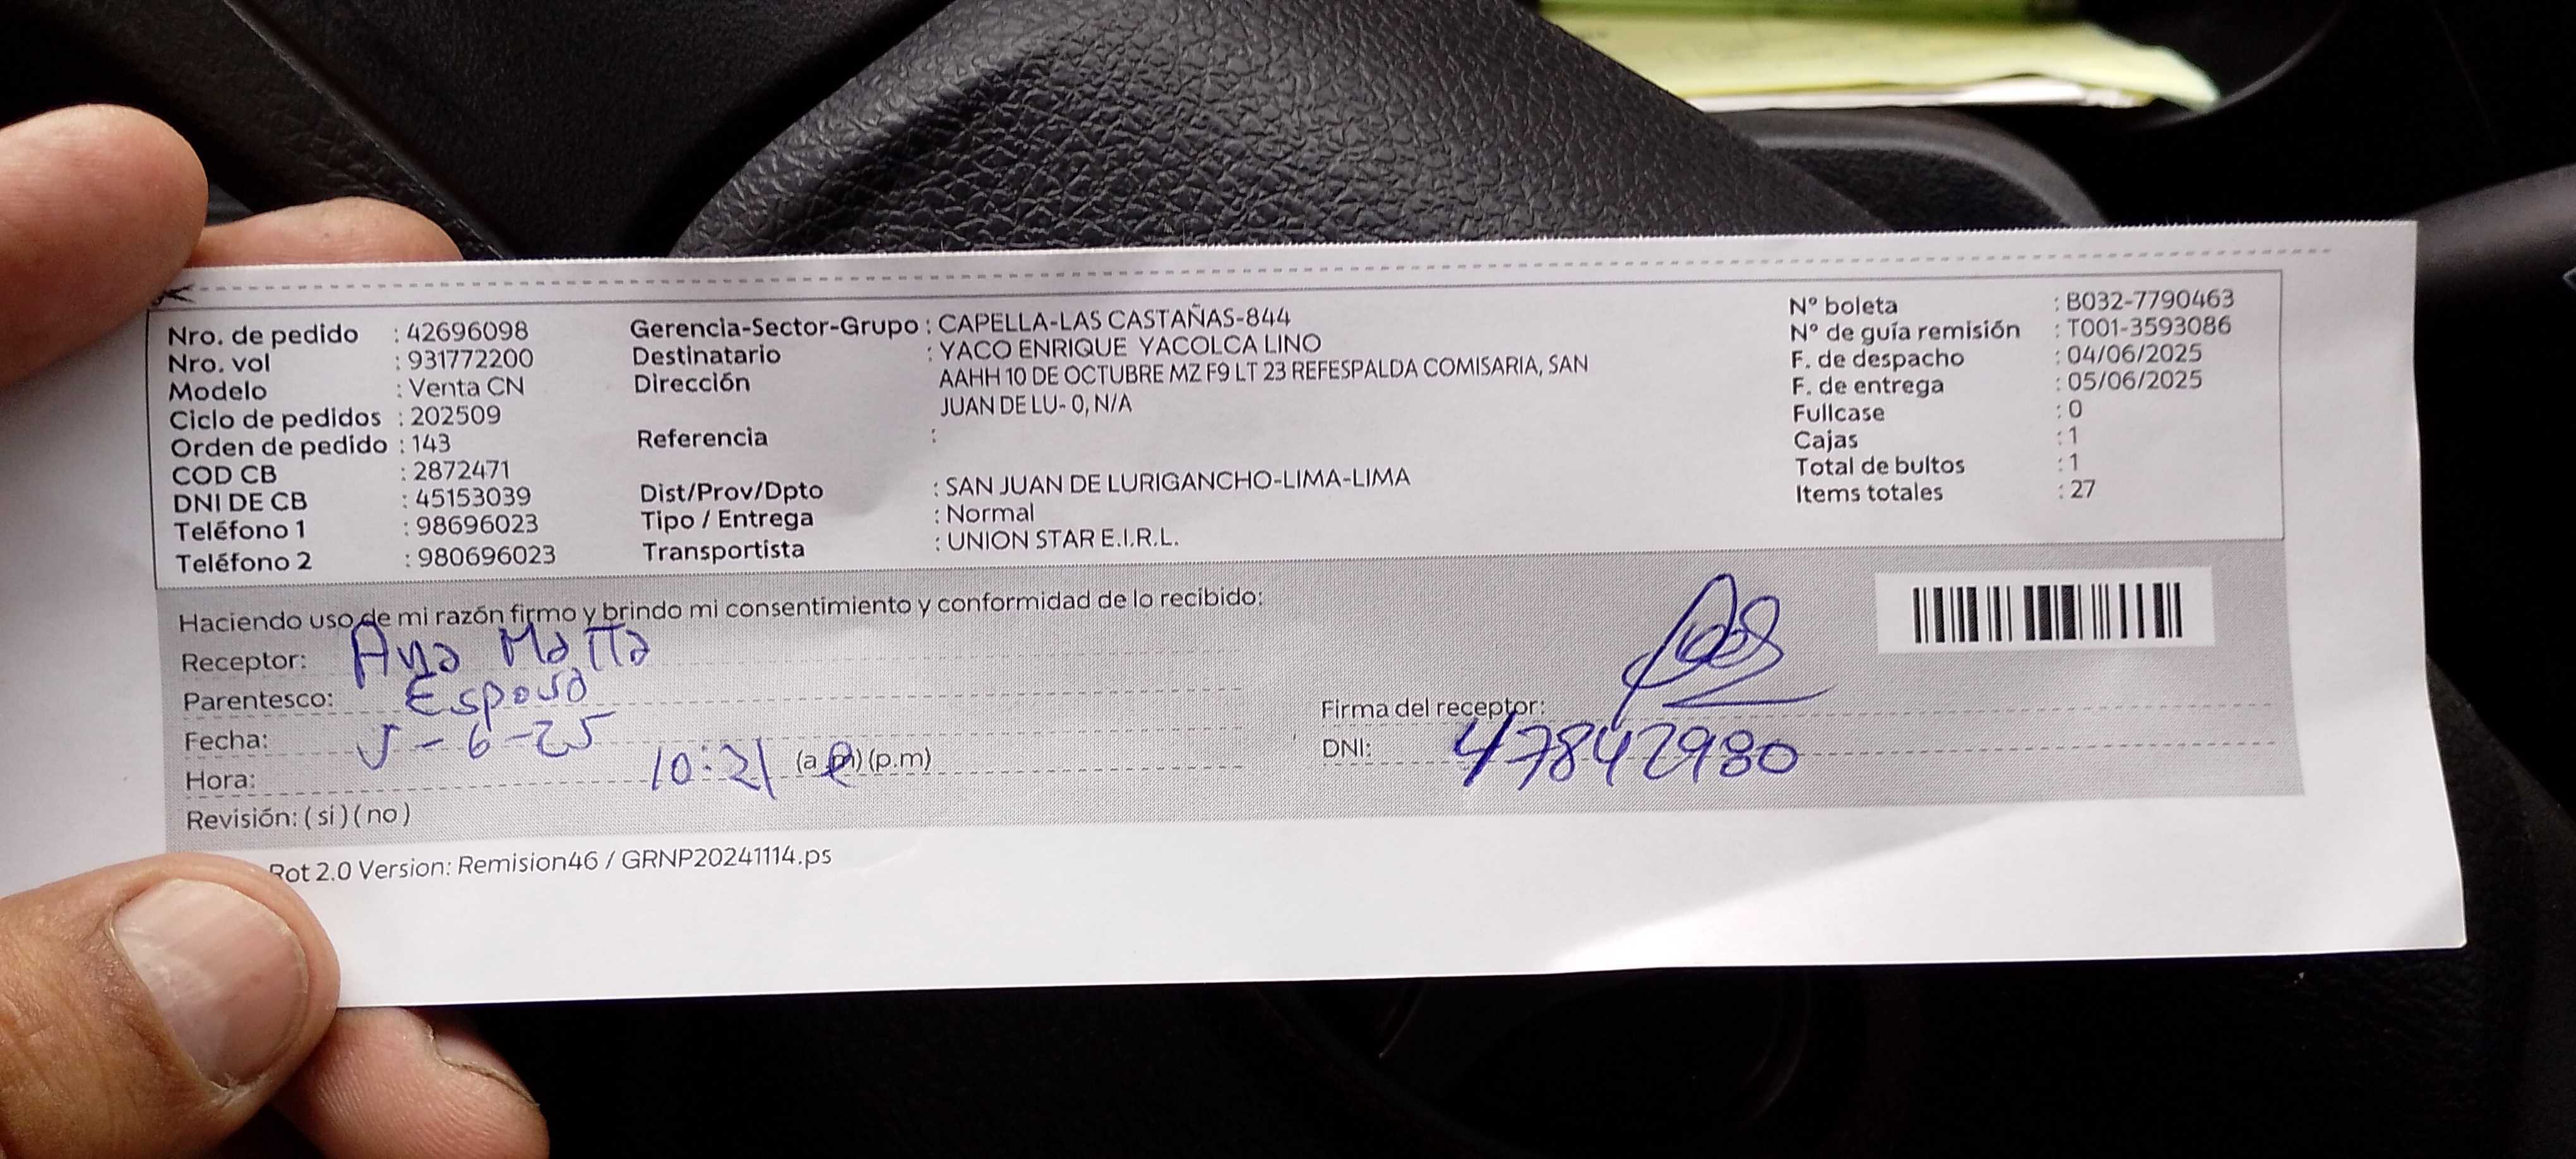 Nro. de pedido : 42696098
Nro. vol : 931772200
Modelo : Venta CN
Ciclo de pedidos : 202509
Orden de pedido : 143
COD CB : 2872471
DNI DE CB : 45153039
Teléfono 1 : 98696023
Teléfono 2 : 980696023
Gerencia-Sector-Grupo : CAPELLA-LAS CASTAÑAS-844
Destinatario : YACO ENRIQUE YACOLCA LINO
Dirección AAHH 10 DE OCTUBRE MZ F9 LT 23 REFESPALDA COMISARIA, SAN
JUAN DE LU- 0, N/A
Referencia :
Dist/Prov/Dpto : SAN JUAN DE LURIGANCHO-LIMA-LIMA
Tipo / Entrega : Normal
Transportista : UNION STAR E.I.R.L.
Nº boleta : B032-7790463
Nº de guía remisión : T001-3593086
F. de despacho : 04/06/2025
F. de entrega : 05/06/2025
Fullcase : 0
Cajas : 1
Total de bultos : 1
Items totales : 27
Haciendo uso de mi razón firmo y brindo mi consentimiento y conformidad de lo recibido:
Receptor: Ana Matta
Parentesco: Esposa
Fecha: 5-6-25
Hora: 10:21 (a.m) (p.m)
Revisión: ( si ) ( no )
Firma del receptor:
DNI: 47842980
Rot 2.0 Version: Remision46 / GRNP20241114.ps